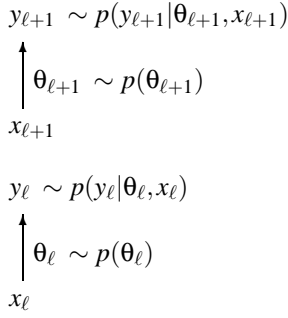 y_{ℓ+1} ∼ p(y_{ℓ+1}|θ_{ℓ+1}, x_{ℓ+1})
θ_{ℓ+1} ∼ p(θ_{ℓ+1})
x_{ℓ+1}
y_ℓ ∼ p(y_ℓ|θ_ℓ, x_ℓ)
θ_ℓ ∼ p(θ_ℓ)
x_ℓ